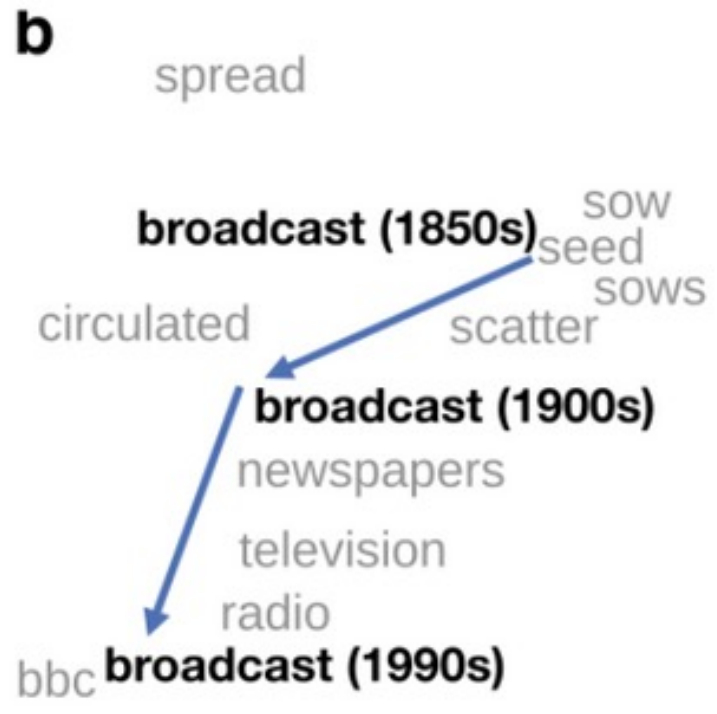 b
spread
sow
broadcast (1850s)
seed
sows
circulated
scatter
broadcast (1900s)
newspapers
television
radio
bbc
broadcast (1990s)